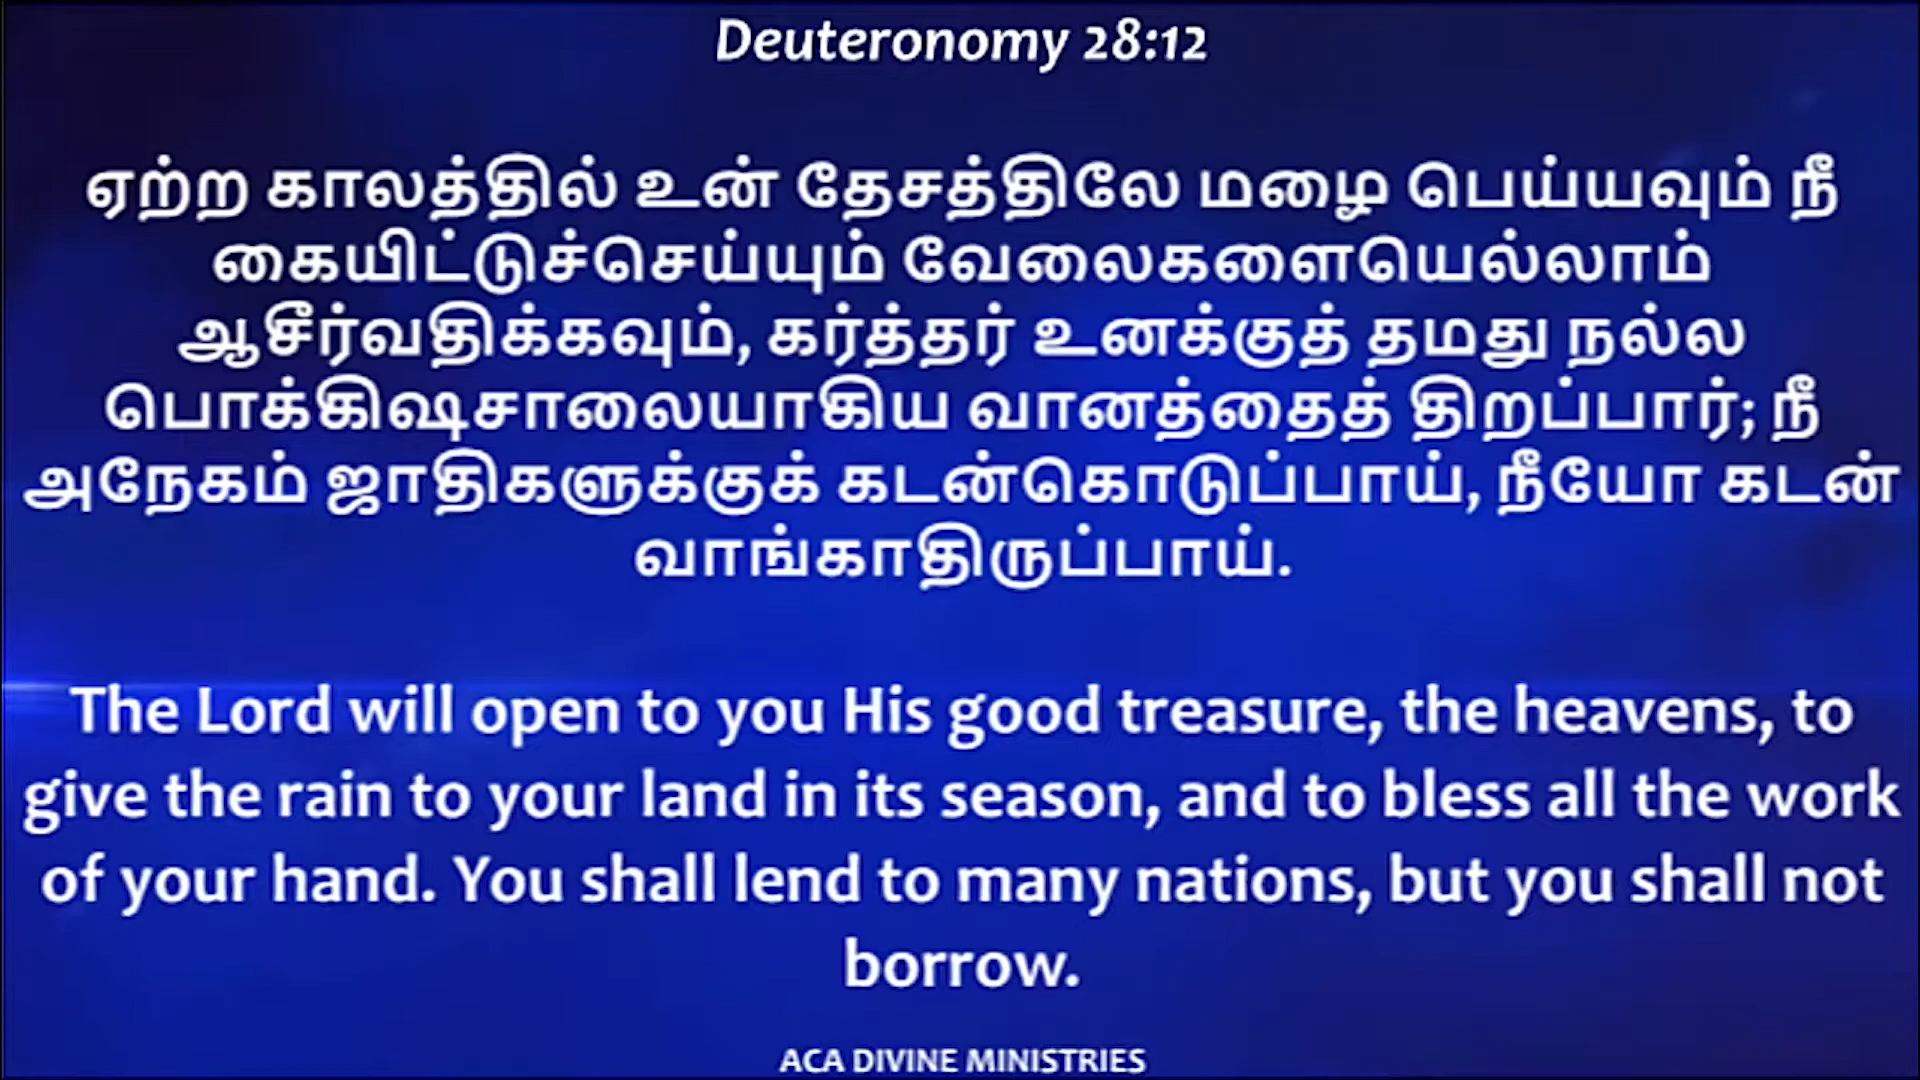 Deuteronomy 28:12
ஏற்ற காலத்தில் உன் தேசத்திலே மழை பெய்யவும் நீ
கையிட்டுச்செய்யும் வேலைகளையெல்லாம்
ஆசீர்வதிக்கவும், கர்த்தர் உனக்குத் தமது நல்ல
பொக்கிஷசாலையாகிய வானத்தைத் திறப்பார்; நீ
அநேகம் ஜாதிகளுக்குக் கடன்கொடுப்பாய், நீயோ கடன்
வாங்காதிருப்பாய்.
The Lord will open to you His good treasure, the heavens, to
give the rain to your land in its season, and to bless all the work
of your hand. You shall lend to many nations, but you shall not
borrow.
ACA DIVINE MINISTRIES